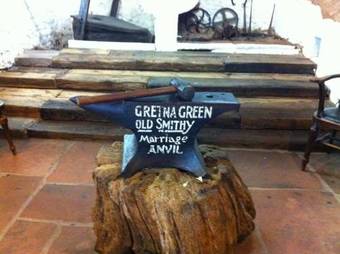 GRETNA GREEN
OLD SMITHY
Marriage
ANVIL